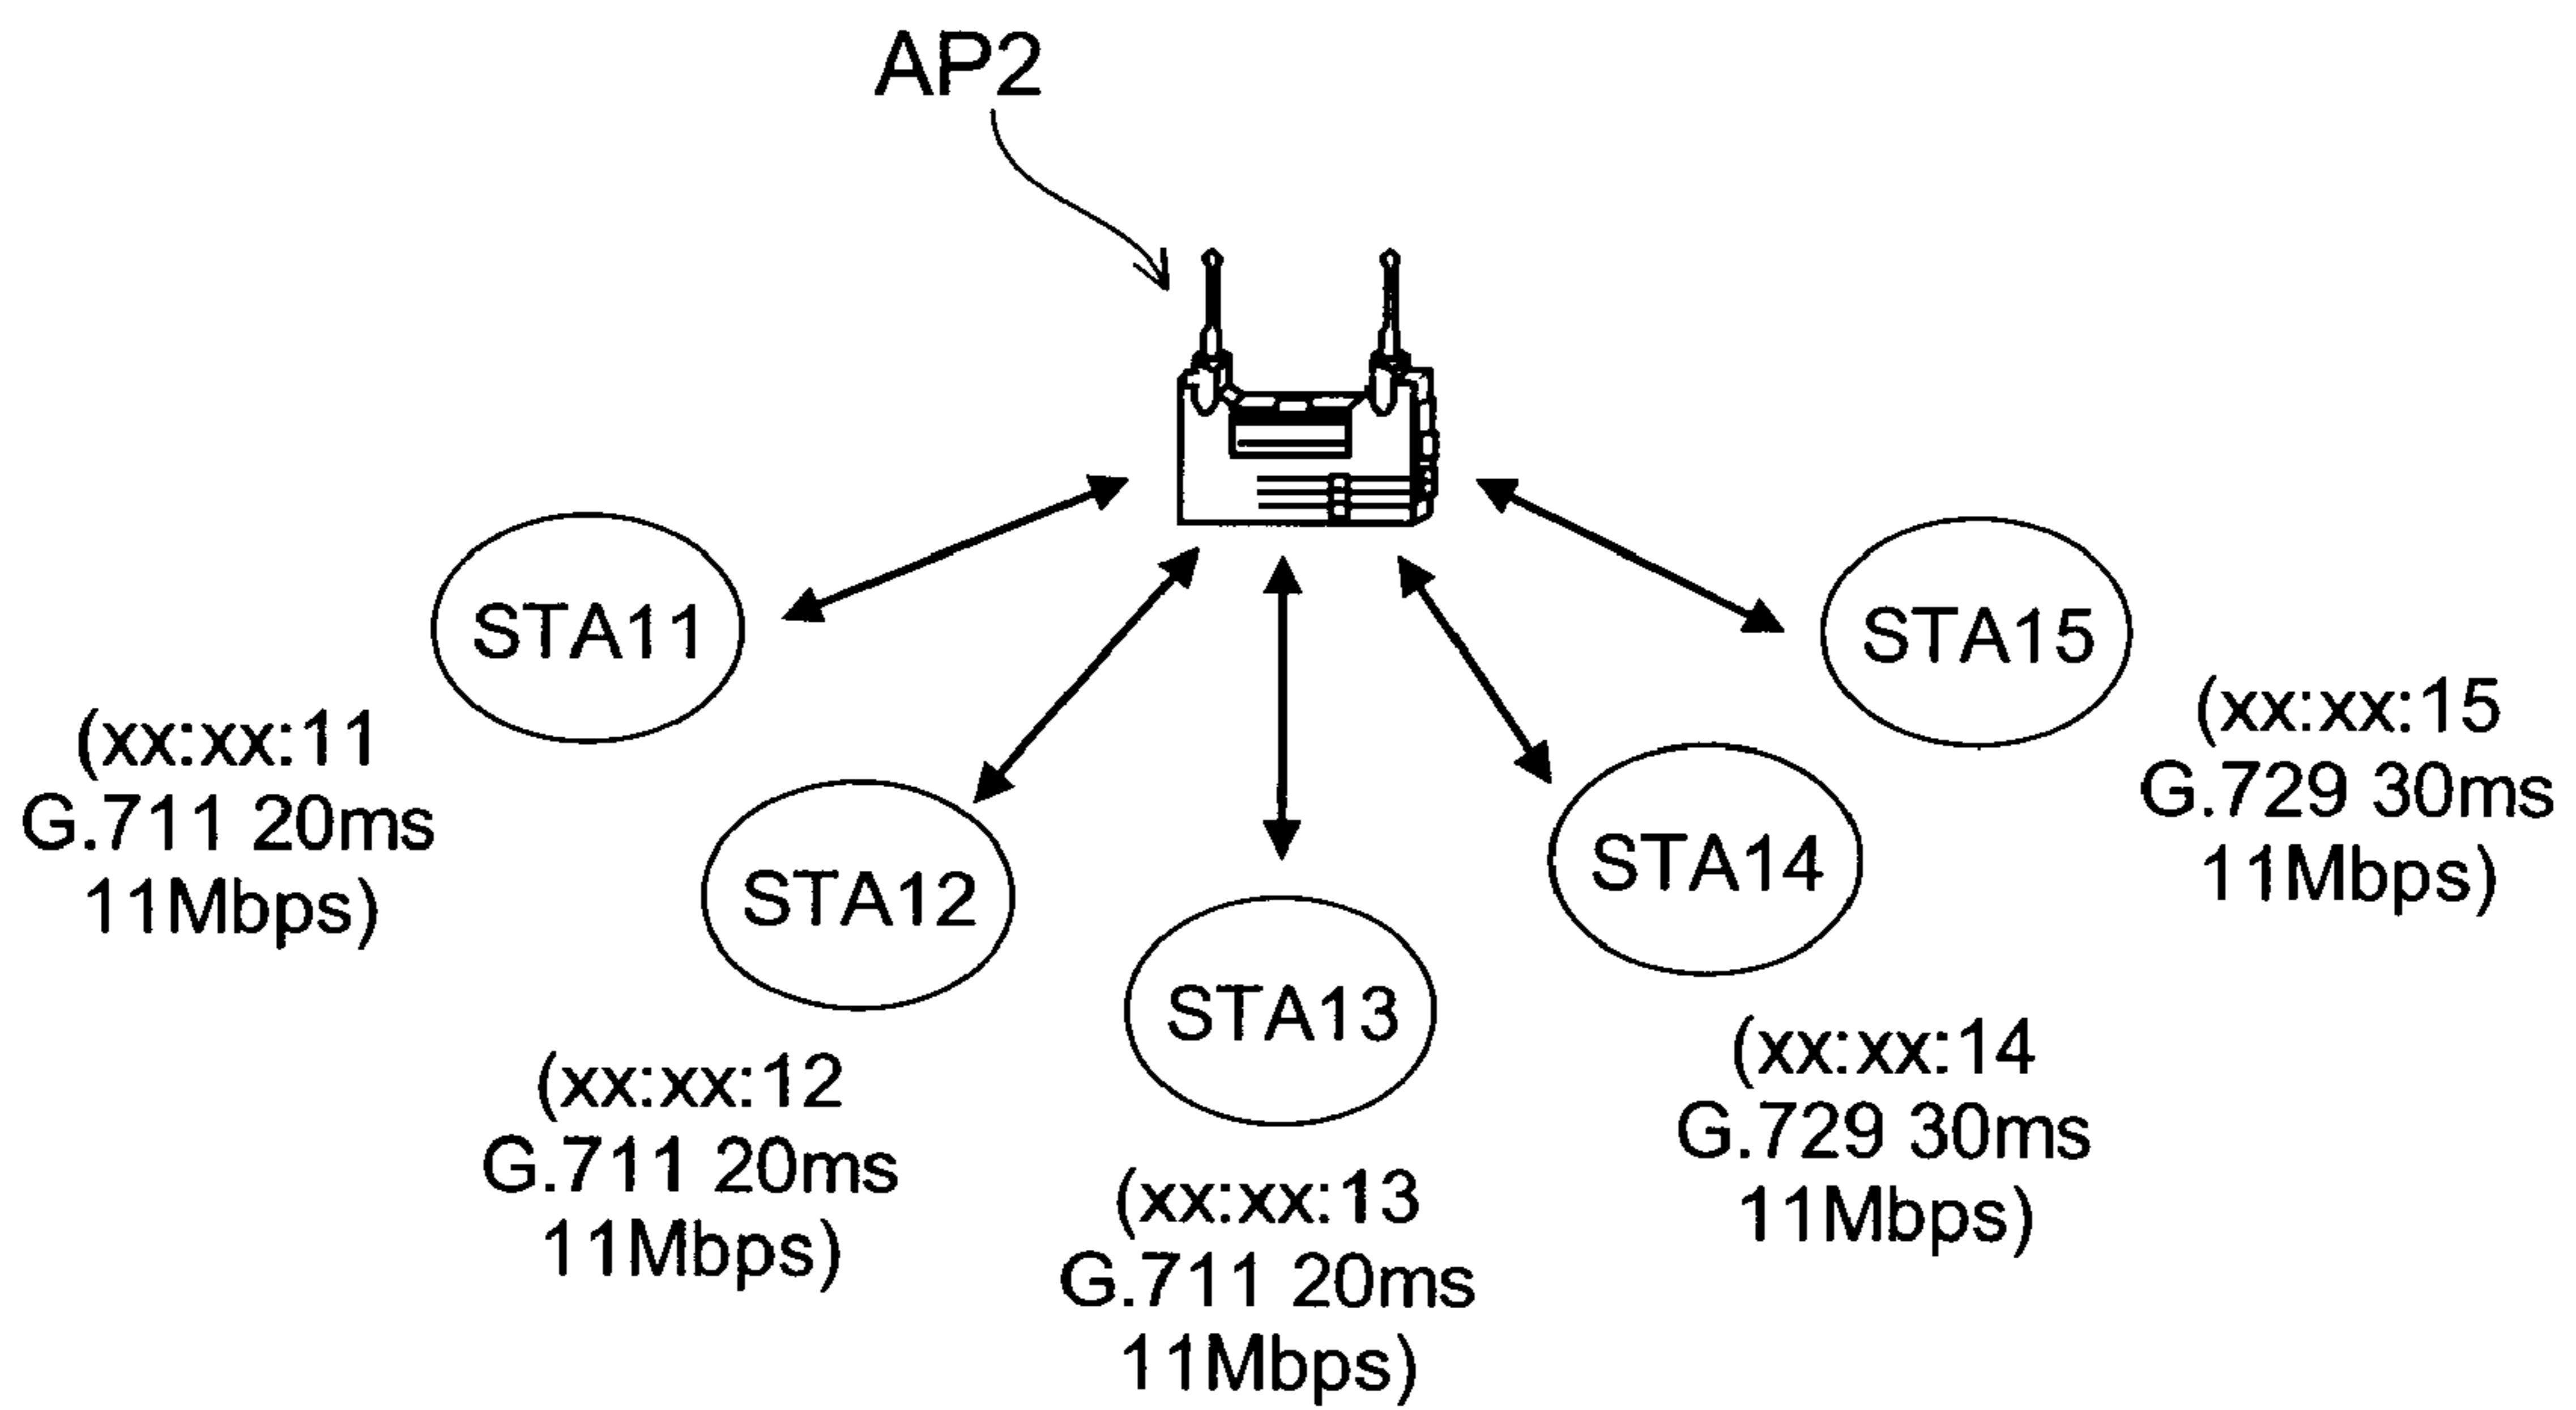 AP2
STA11
(xx:xx:11
G.711 20ms
11Mbps)
STA12
(xx:xx:12
G.711 20ms
11Mbps)
STA13
(xx:xx:13
G.711 20ms
11Mbps)
STA14
(xx:xx:14
G.729 30ms
11Mbps)
STA15
(xx:xx:15
G.729 30ms
11Mbps)